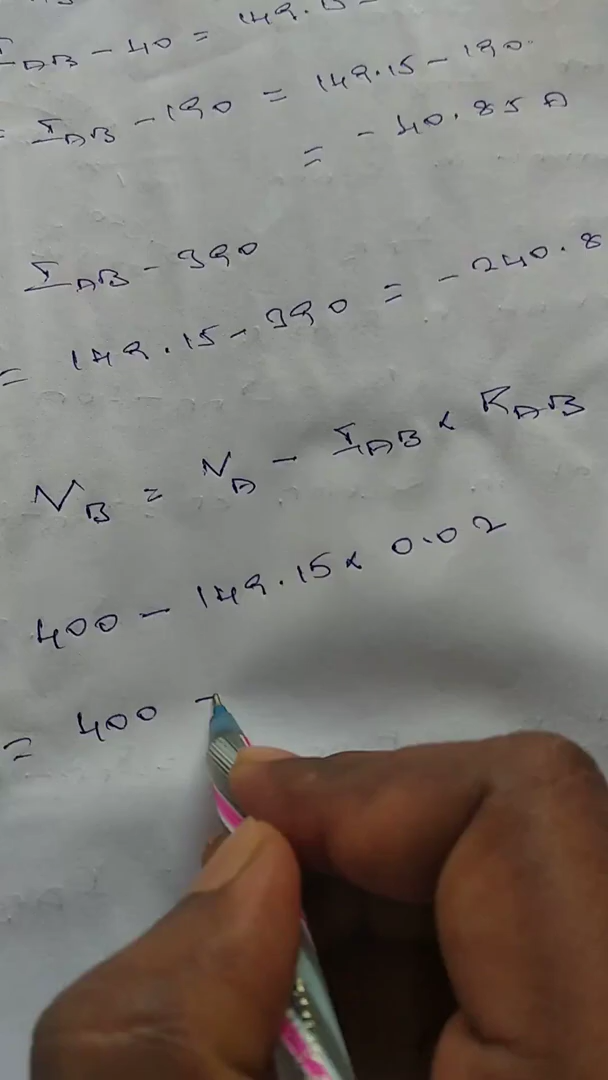 I_AB - 40 = 149.15
= I_AB - 190 = 149.15 - 190
= - 40.85 A
I_AB - 390
= 149.15 - 390 = - 240.8
V_B = V_A - I_AB × R_AB
400 - 149.15 × 0.02
= 400 -